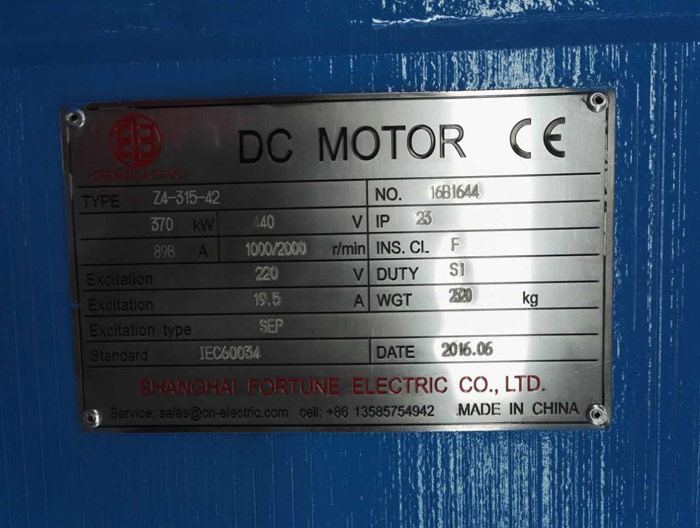 DC MOTOR CE
TYPE Z4-315-42 NO. 16B1644
370 kW 440 V IP 23
898 A 1000/2000 r/min INS. Cl. F
Excitation 220 V DUTY S1
Excitation 19.5 A WGT kg
Excitation type SEP
Standard IEC60034 DATE 2016.06
SHANGHAI FORTUNE ELECTRIC CO., LTD.
Service: sales@cn-electric.com cell: +86 13585754942 MADE IN CHINA